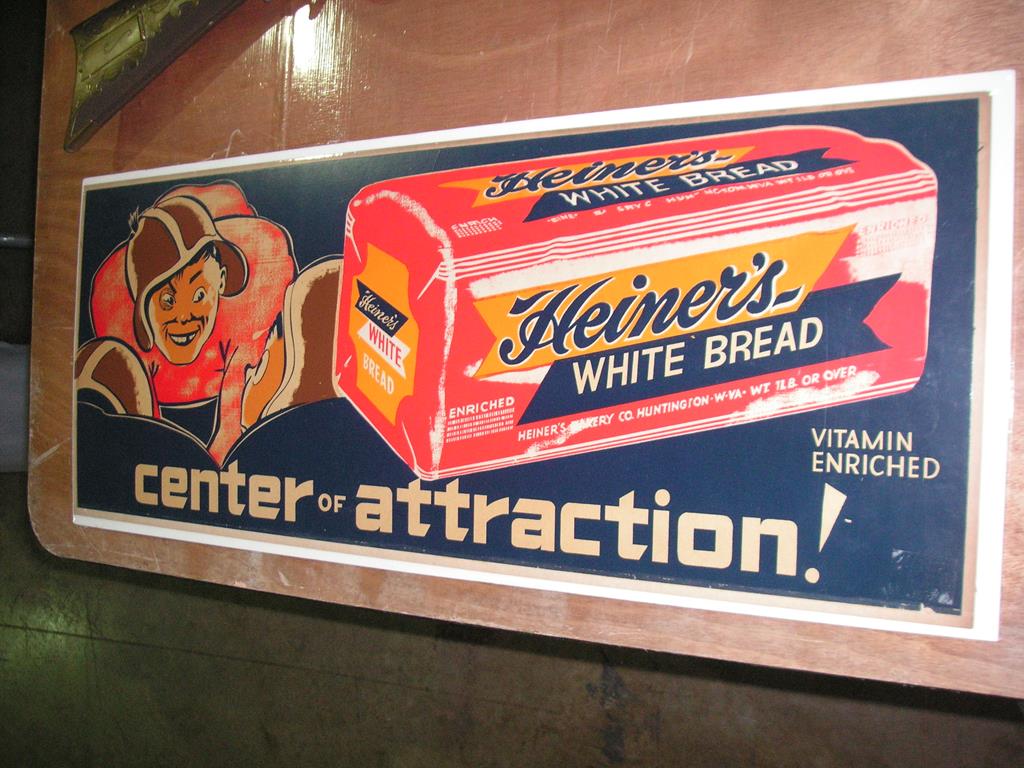 Heiner's
WHITE BREAD
ENRICHED
Heiner's
WHITE
BREAD
Heiner's
WHITE BREAD
ENRICHED
HEINER'S BAKERY CO. HUNTINGTON-W-VA- WT 1LB. OR OVER
VITAMIN
ENRICHED
center OF attraction!